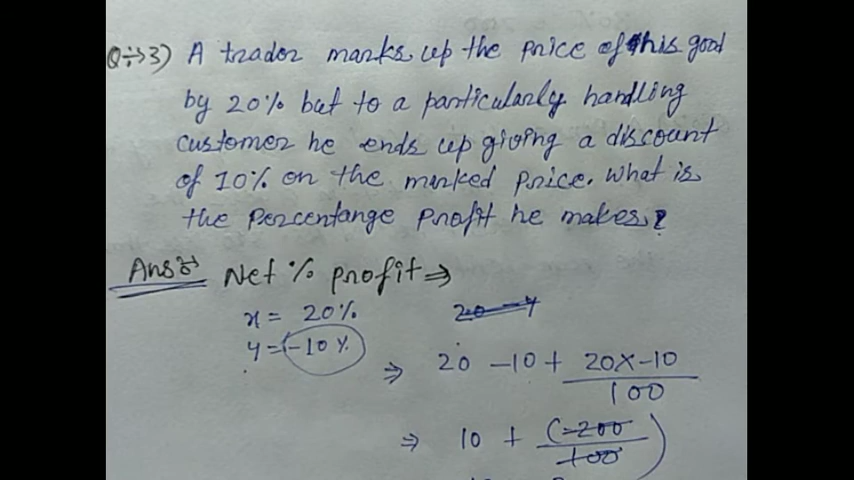 Q:→3) A trader marks up the price of this good
by 20% but to a particularly handling
customer he ends up giving a discount
of 10% on the marked price. What is
the Percentange Profit he makes?
Ans:→ Net % profit ⇒
x = 20%
y = -10%
⇒ 20 -10 + 20x-10/100
⇒ 10 + (-200/100)